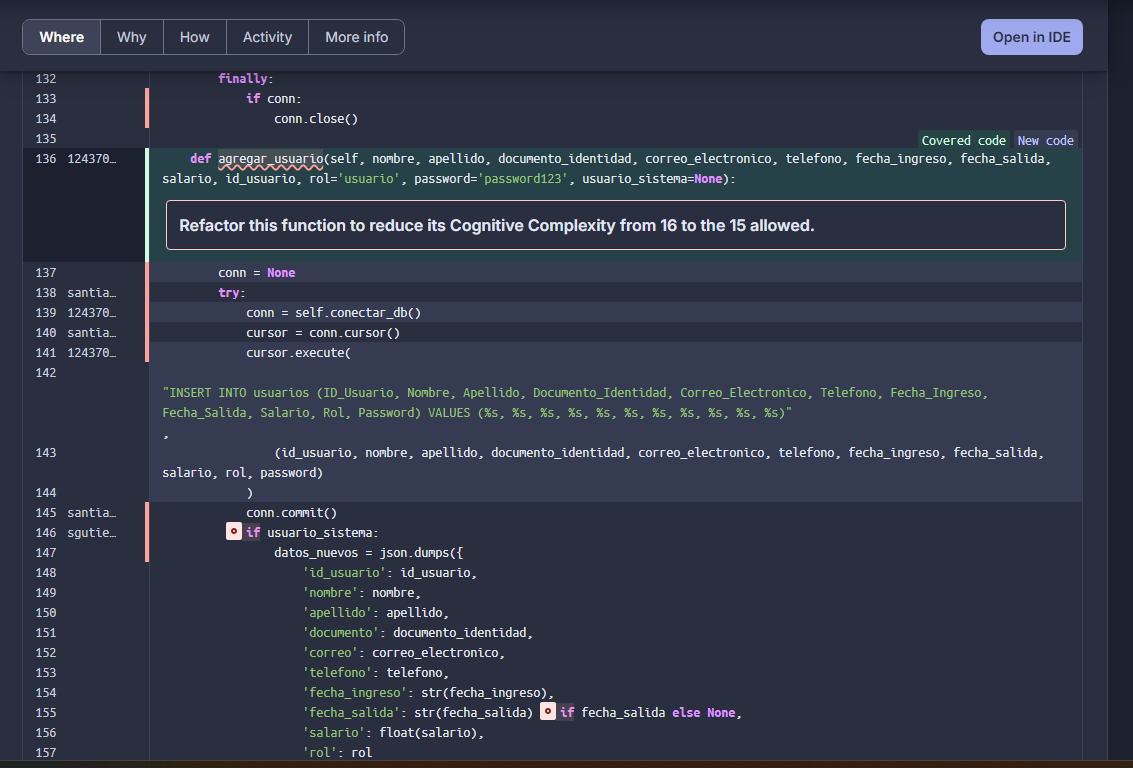 Where Why How Activity More info Open in IDE
132 finally:
133 if conn:
134 conn.close()
135
Covered code New code
136 124370… def agregar_usuario(self, nombre, apellido, documento_identidad, correo_electronico, telefono, fecha_ingreso, fecha_salida,
salario, id_usuario, rol='usuario', password='password123', usuario_sistema=None):
Refactor this function to reduce its Cognitive Complexity from 16 to the 15 allowed.
137 conn = None
138 santia… try:
139 124370… conn = self.conectar_db()
140 santia… cursor = conn.cursor()
141 124370… cursor.execute(
142
"INSERT INTO usuarios (ID_Usuario, Nombre, Apellido, Documento_Identidad, Correo_Electronico, Telefono, Fecha_Ingreso,
Fecha_Salida, Salario, Rol, Password) VALUES (%s, %s, %s, %s, %s, %s, %s, %s, %s, %s, %s)"
,
143 (id_usuario, nombre, apellido, documento_identidad, correo_electronico, telefono, fecha_ingreso, fecha_salida,
salario, rol, password)
144 )
145 santia… conn.commit()
146 sgutie… if usuario_sistema:
147 datos_nuevos = json.dumps({
148 'id_usuario': id_usuario,
149 'nombre': nombre,
150 'apellido': apellido,
151 'documento': documento_identidad,
152 'correo': correo_electronico,
153 'telefono': telefono,
154 'fecha_ingreso': str(fecha_ingreso),
155 'fecha_salida': str(fecha_salida) if fecha_salida else None,
156 'salario': float(salario),
157 'rol': rol